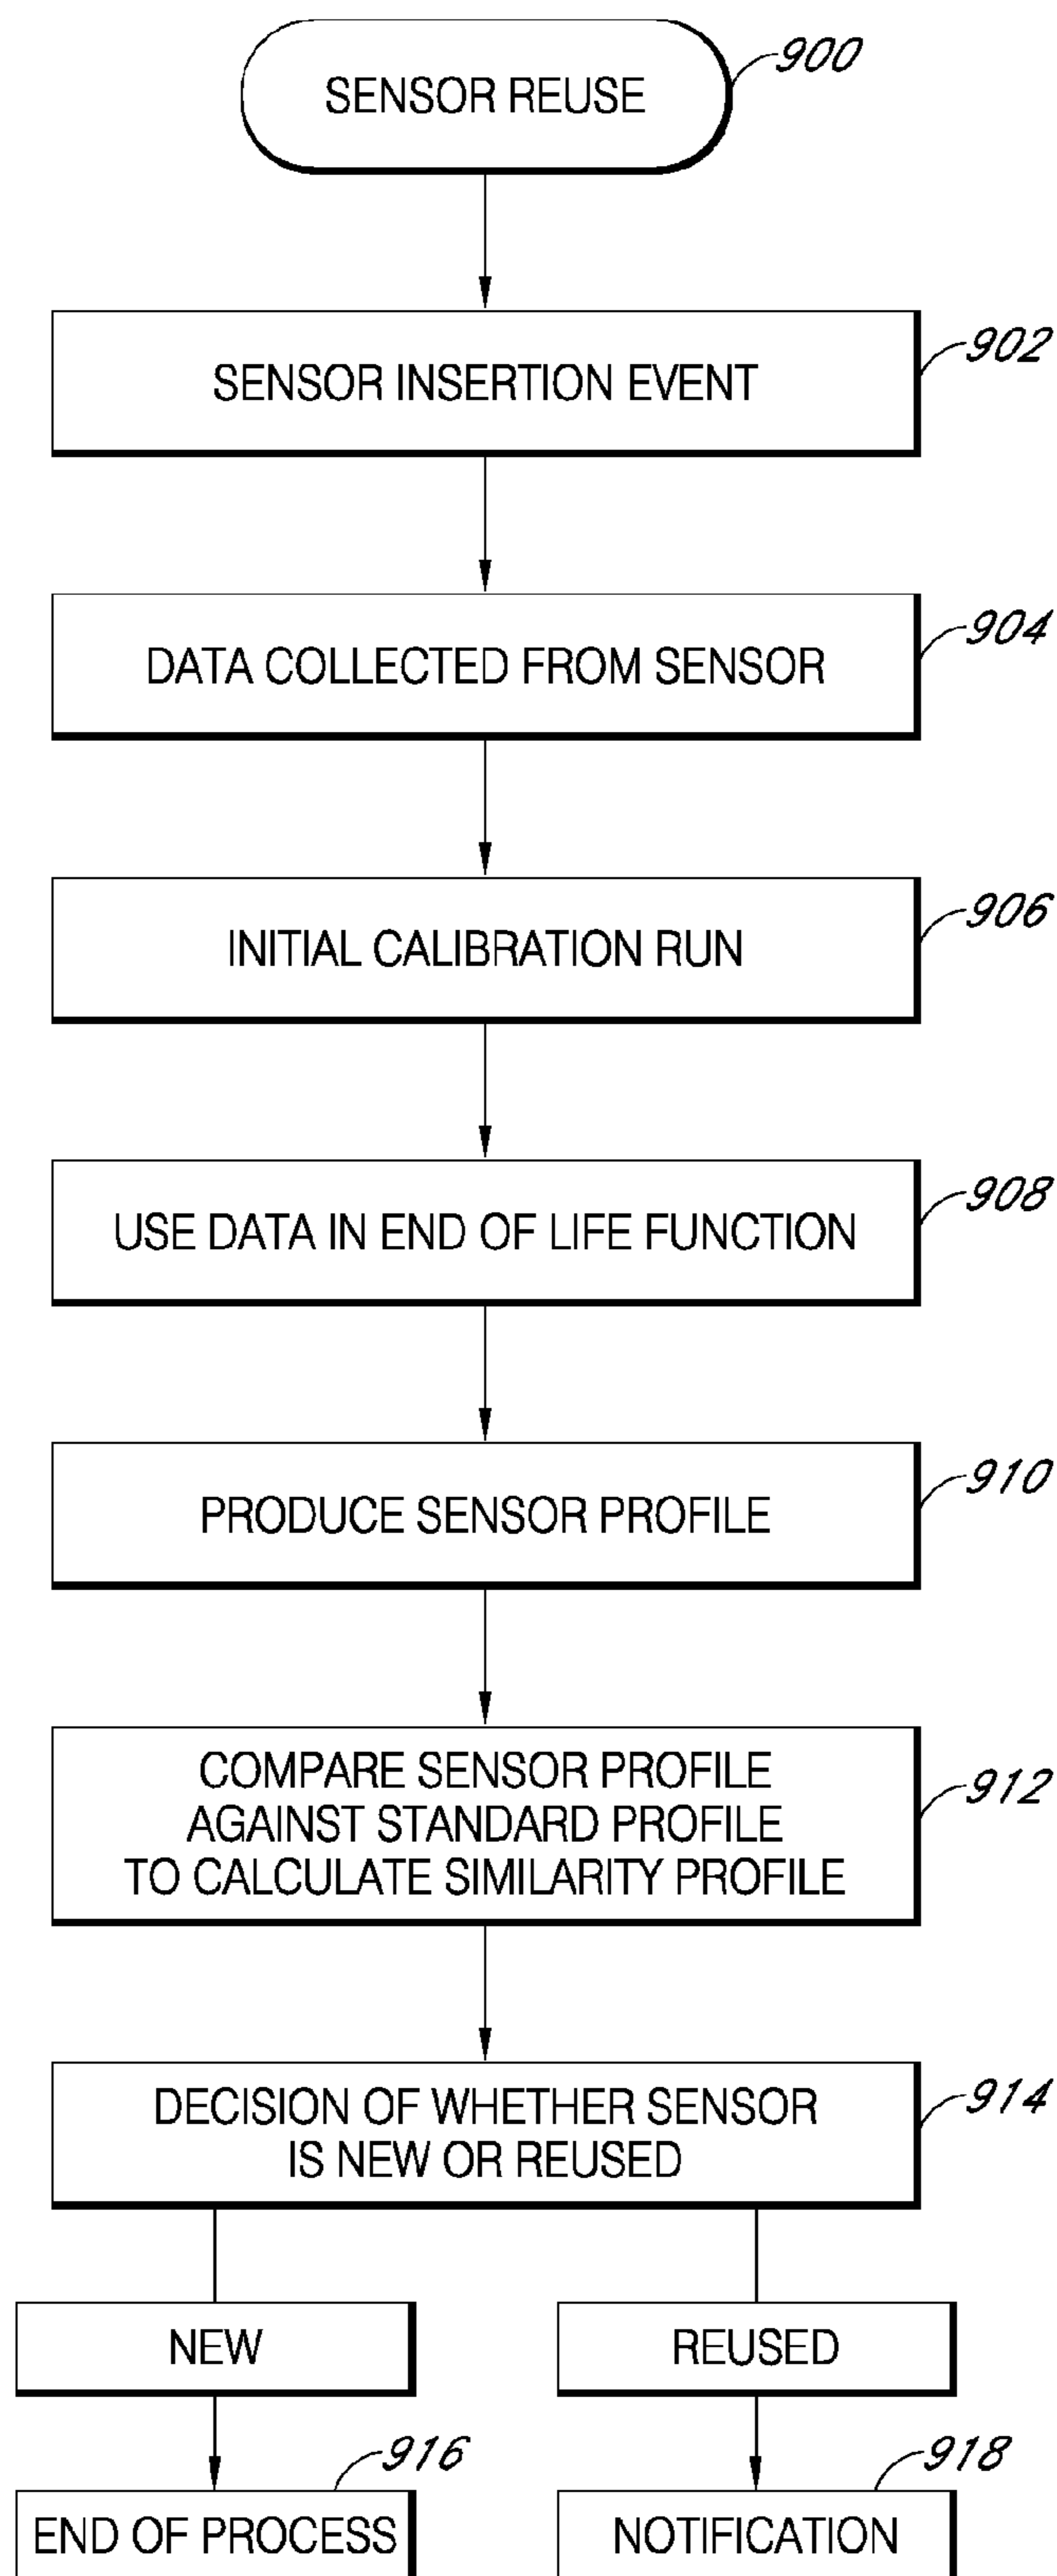 SENSOR REUSE
900
SENSOR INSERTION EVENT
902
DATA COLLECTED FROM SENSOR
904
INITIAL CALIBRATION RUN
906
USE DATA IN END OF LIFE FUNCTION
908
PRODUCE SENSOR PROFILE
910
COMPARE SENSOR PROFILE
AGAINST STANDARD PROFILE
TO CALCULATE SIMILARITY PROFILE
912
DECISION OF WHETHER SENSOR
IS NEW OR REUSED
914
NEW
REUSED
916
918
END OF PROCESS
NOTIFICATION